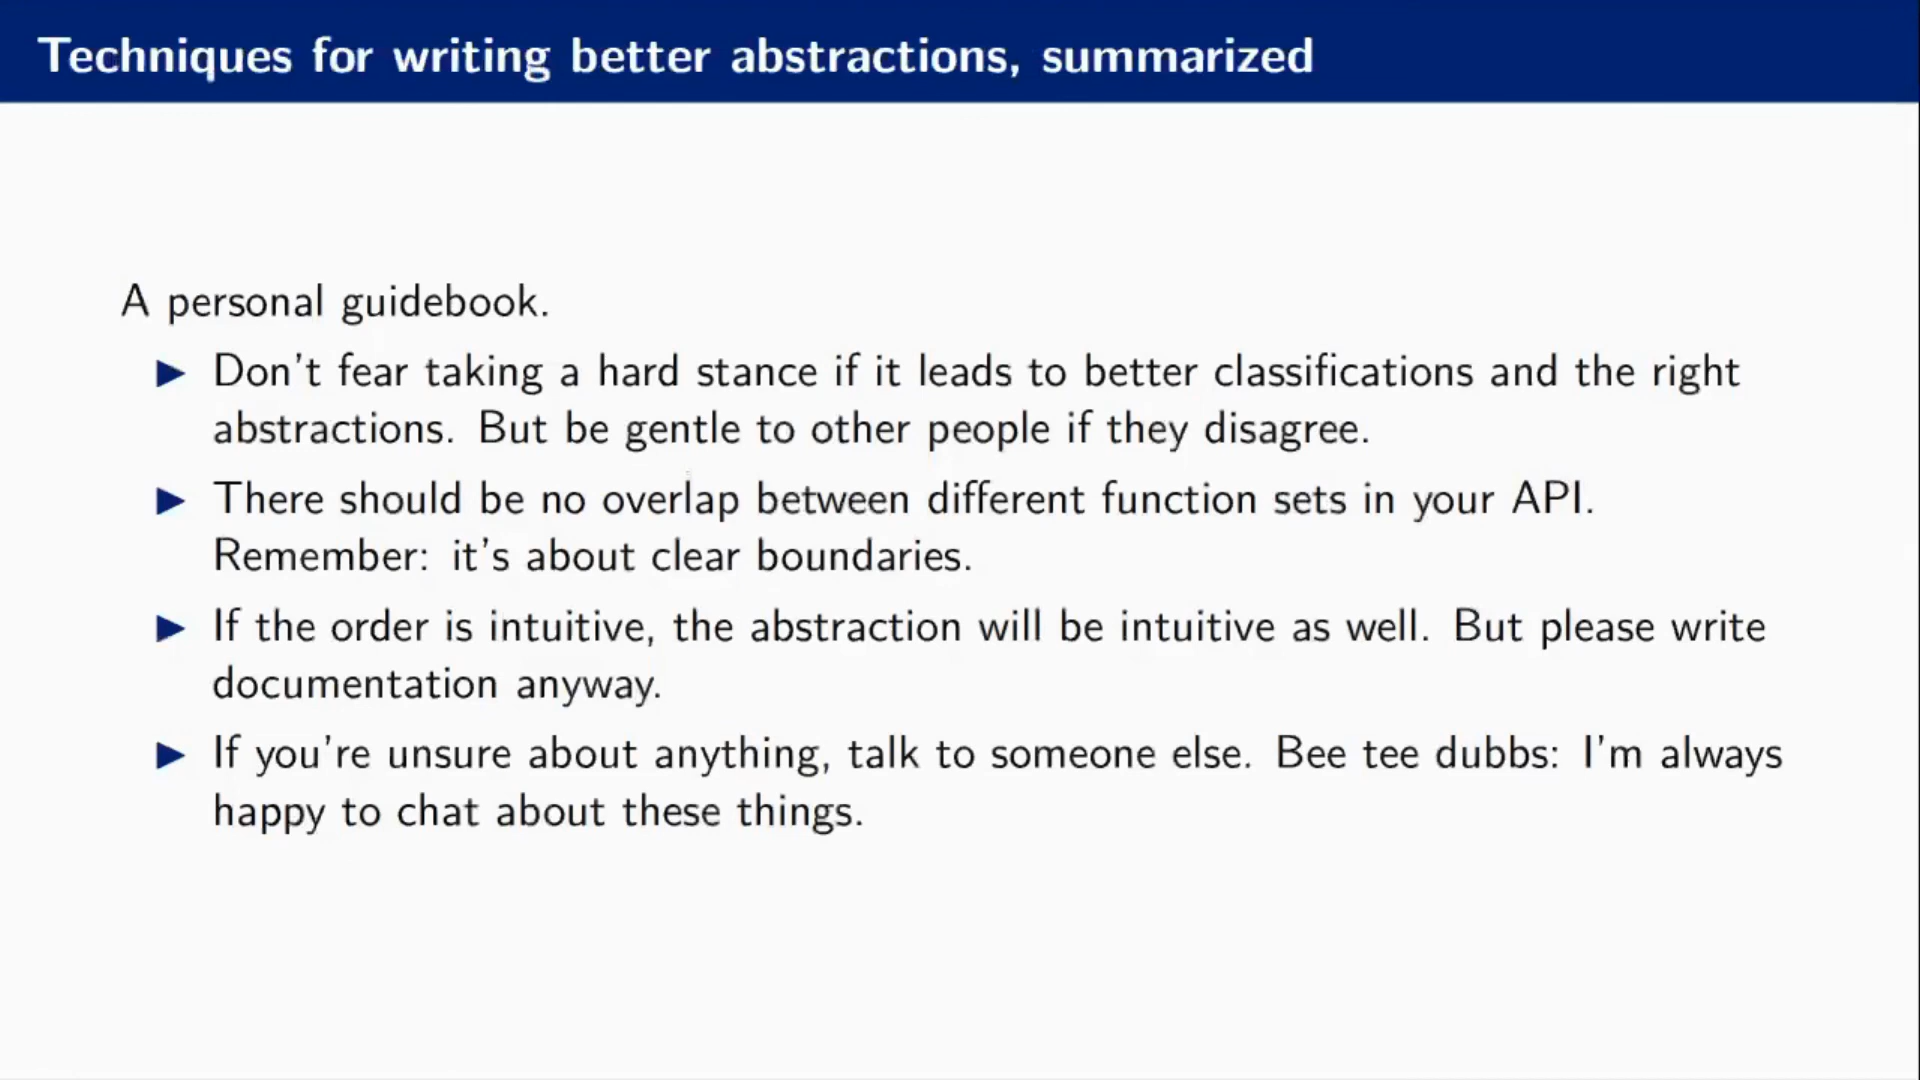 Techniques for writing better abstractions, summarized
A personal guidebook.
▶ Don't fear taking a hard stance if it leads to better classifications and the right
abstractions. But be gentle to other people if they disagree.
▶ There should be no overlap between different function sets in your API.
Remember: it's about clear boundaries.
▶ If the order is intuitive, the abstraction will be intuitive as well. But please write
documentation anyway.
▶ If you're unsure about anything, talk to someone else. Bee tee dubbs: I'm always
happy to chat about these things.